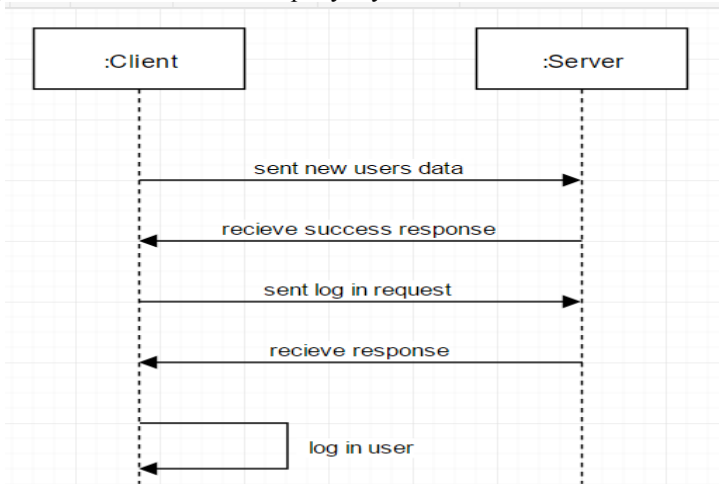 :Client
:Server
sent new users data
recieve success response
sent log in request
recieve response
log in user